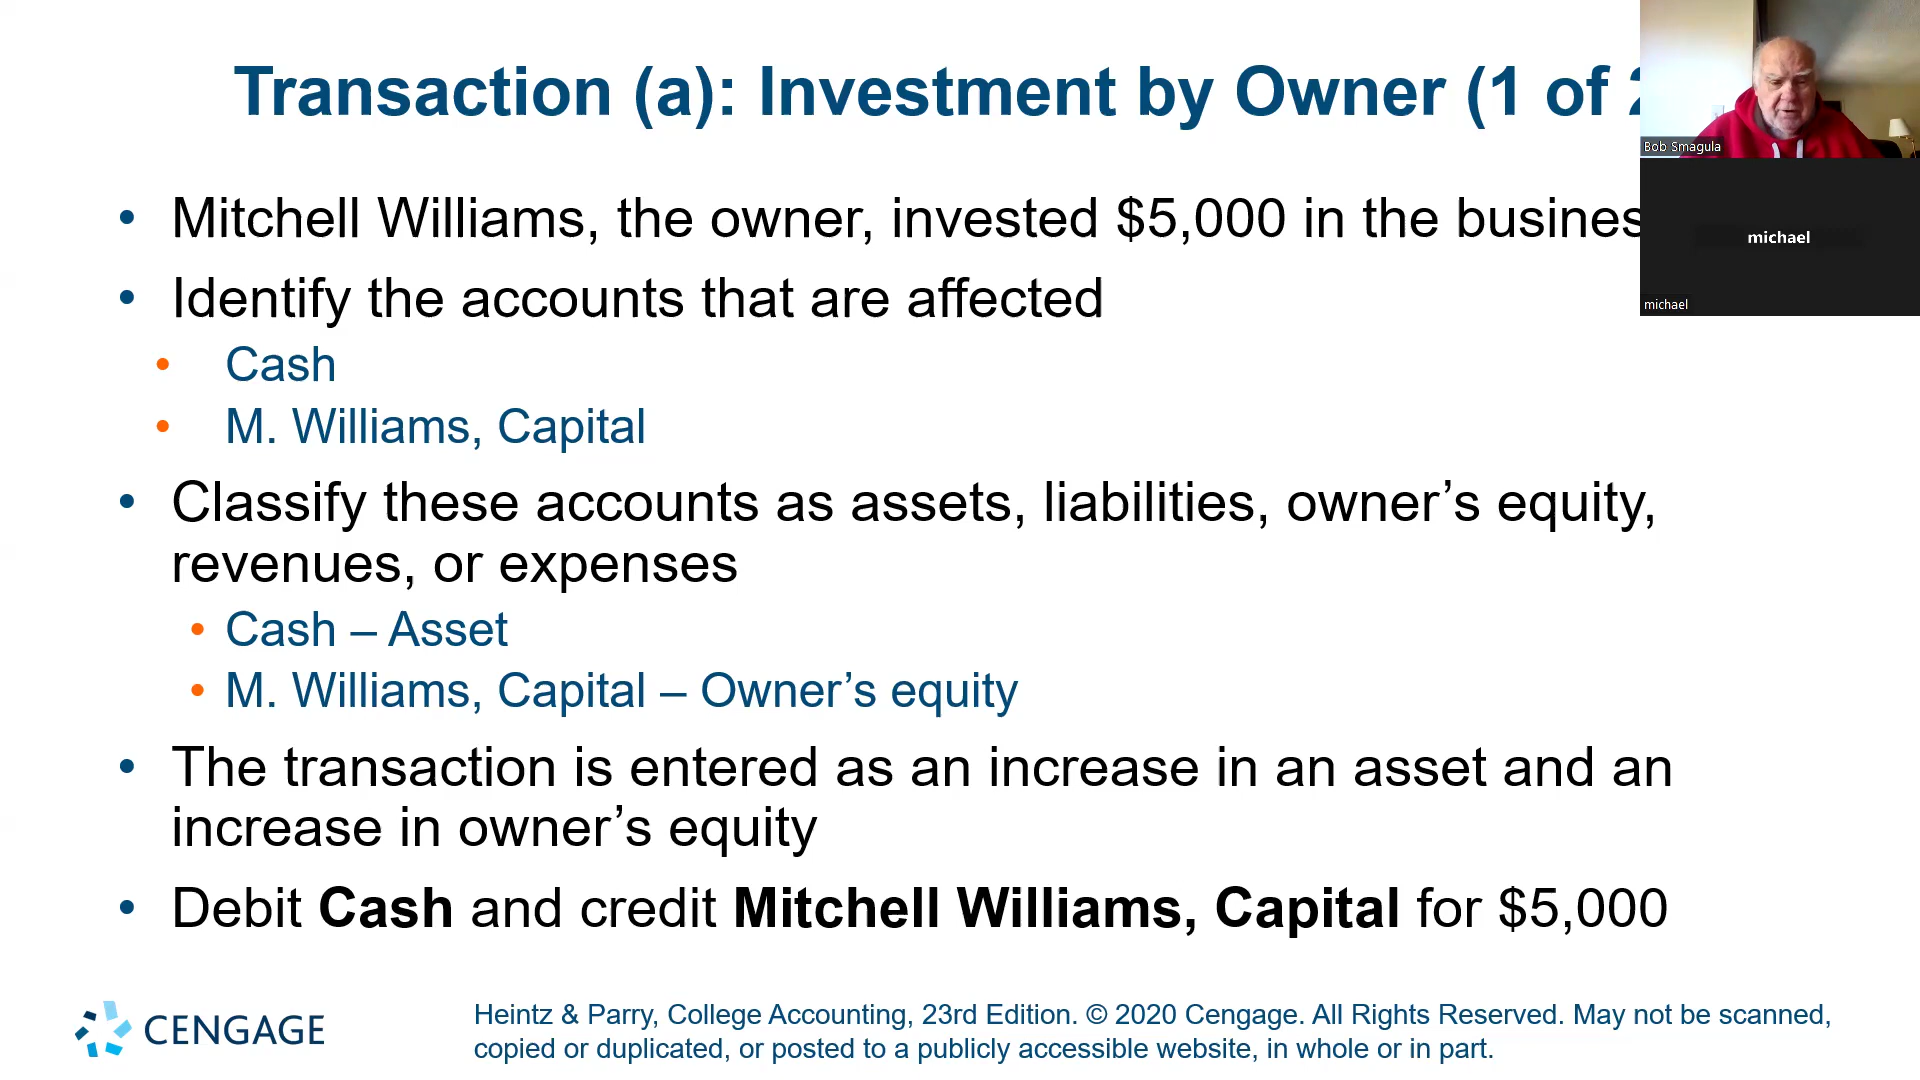 Transaction (a): Investment by Owner (1 of
Bob Smagula
michael
michael
• Mitchell Williams, the owner, invested $5,000 in the busines
• Identify the accounts that are affected
• Cash
• M. Williams, Capital
• Classify these accounts as assets, liabilities, owner’s equity,
revenues, or expenses
• Cash – Asset
• M. Williams, Capital – Owner’s equity
• The transaction is entered as an increase in an asset and an
increase in owner’s equity
• Debit Cash and credit Mitchell Williams, Capital for $5,000
CENGAGE
Heintz & Parry, College Accounting, 23rd Edition. © 2020 Cengage. All Rights Reserved. May not be scanned,
copied or duplicated, or posted to a publicly accessible website, in whole or in part.